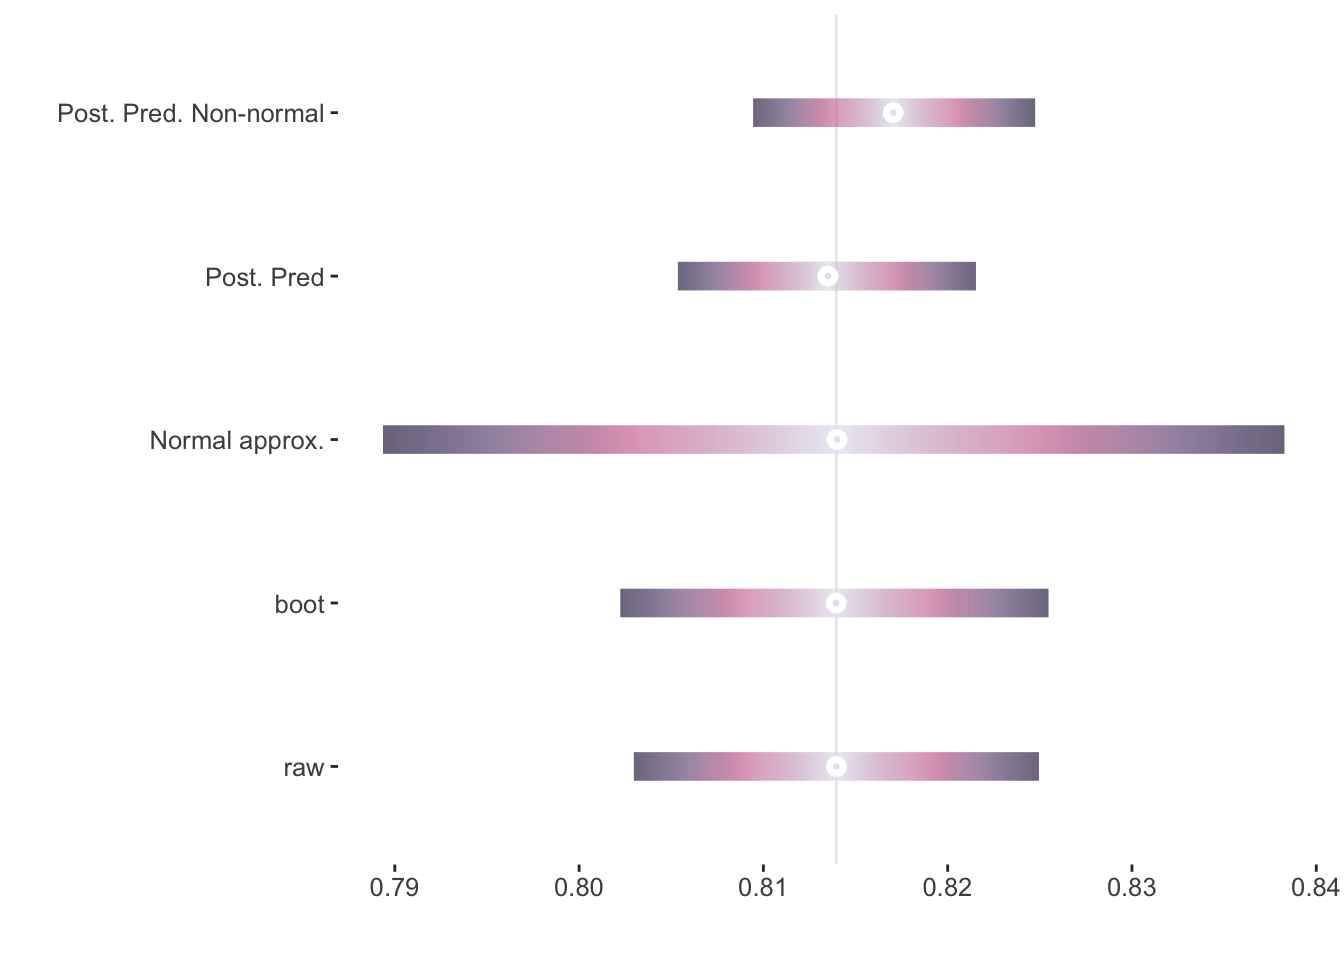 Post. Pred. Non-normal
Post. Pred
Normal approx.
boot
raw
0.79 0.80 0.81 0.82 0.83 0.84